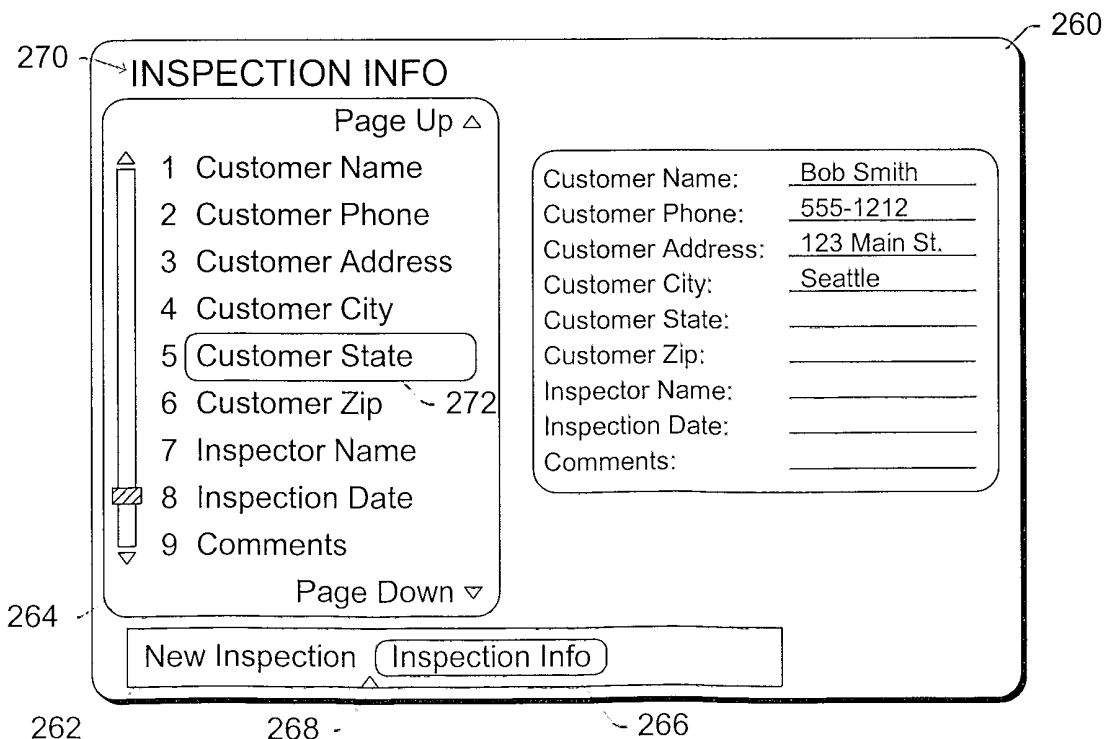 260
270
INSPECTION INFO
Page Up
1 Customer Name
2 Customer Phone
3 Customer Address
4 Customer City
5 Customer State
272
6 Customer Zip
7 Inspector Name
8 Inspection Date
9 Comments
Page Down
Customer Name: Bob Smith
Customer Phone: 555-1212
Customer Address: 123 Main St.
Customer City: Seattle
Customer State:
Customer Zip:
Inspector Name:
Inspection Date:
Comments:
264
New Inspection Inspection Info
262
268
266